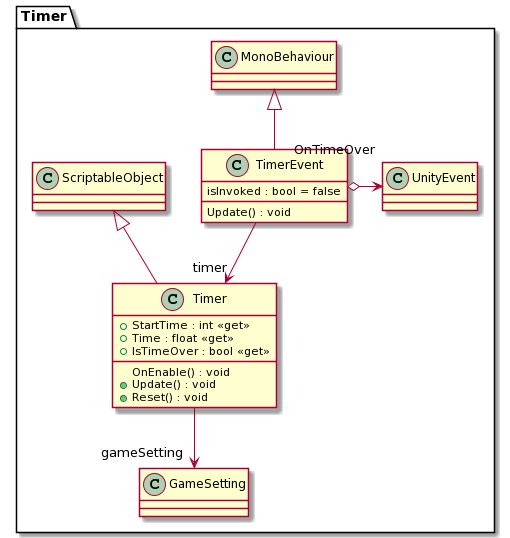 Timer
C MonoBehaviour
OnTimeOver
C TimerEvent
isInvoked : bool = false
Update() : void
C UnityEvent
C ScriptableObject
timer
C Timer
StartTime : int «get»
Time : float «get»
IsTimeOver : bool «get»
OnEnable() : void
Update() : void
Reset() : void
gameSetting
C GameSetting